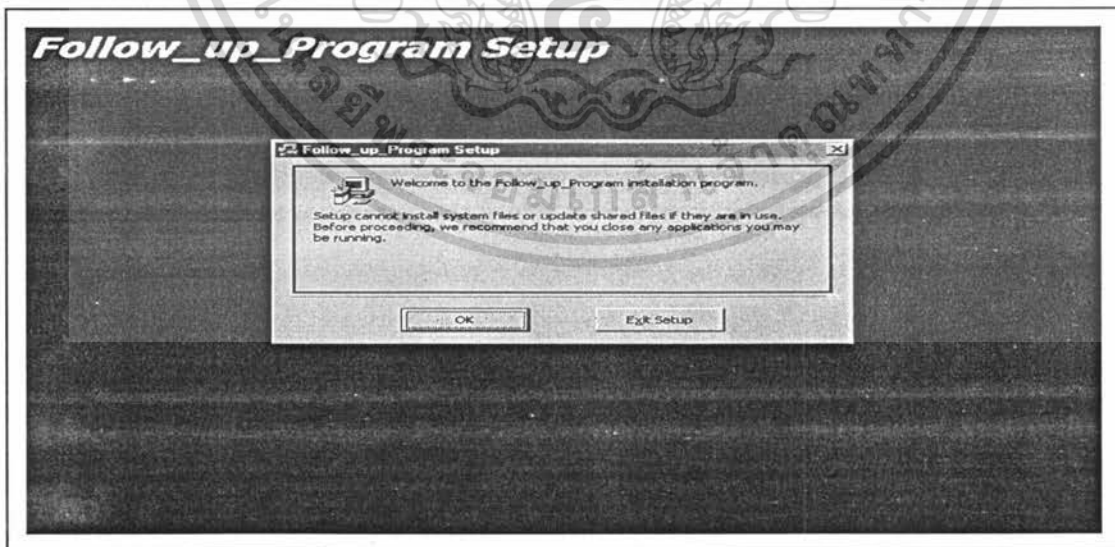 Follow_up_Program Setup
Follow_up_Program Setup
Welcome to the Follow_up_Program installation program.
Setup cannot install system files or update shared files if they are in use.
Before proceeding, we recommend that you close any applications you may
be running.
OK
Exit Setup